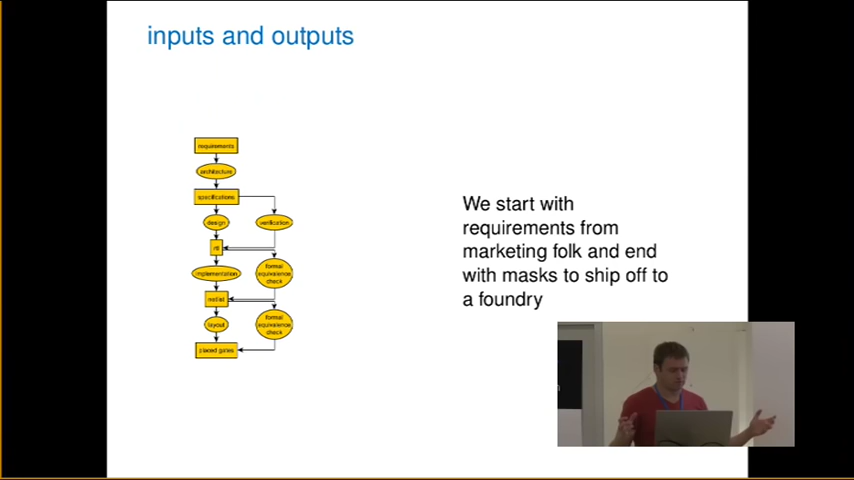 inputs and outputs
requirements
architecture
specifications
design
verification
rtl
implementation
formal
equivalence
check
netlist
layout
formal
equivalence
check
placed gates
We start with
requirements from
marketing folk and end
with masks to ship off to
a foundry